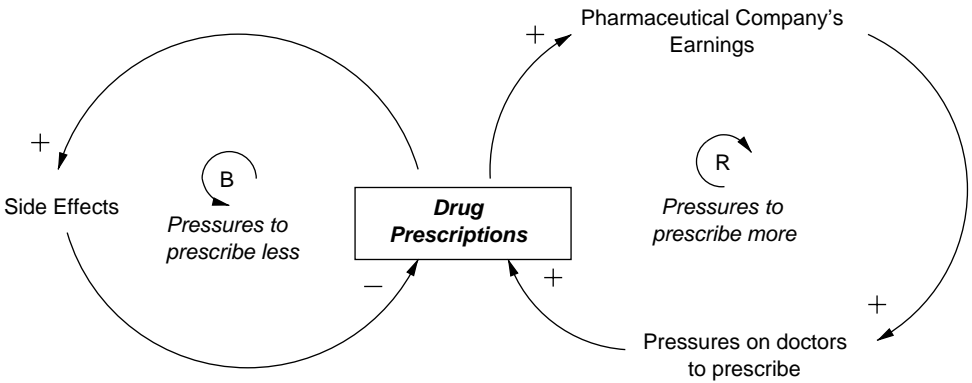 Pharmaceutical Company's
Earnings
+
+
B
R
Side Effects
Pressures to
prescribe less
Drug
Prescriptions
Pressures to
prescribe more
−
+
+
Pressures on doctors
to prescribe